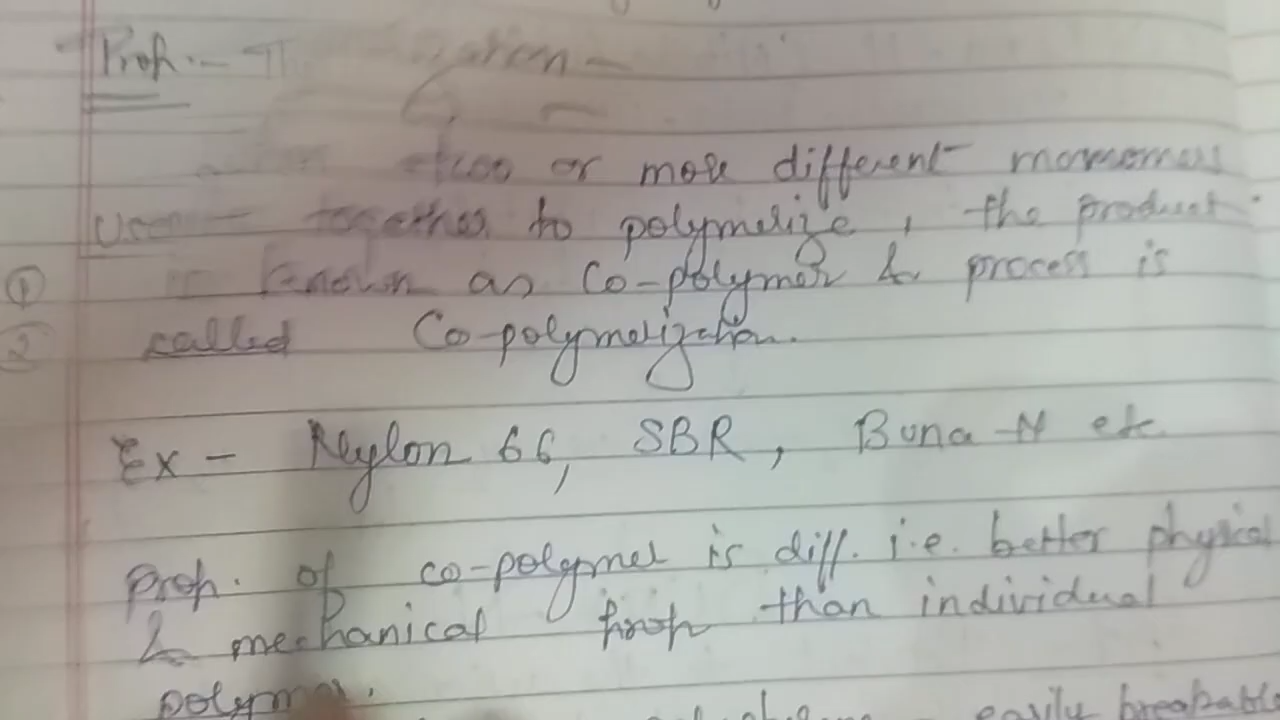 Prop:-
or more different monomers
together to polymerize, the product
① known as Co-polymer & process is
② called Co-polymerization.
Ex - Nylon 66, SBR, Buna-N etc
Prop. of co-polymer is diff. i.e. better physical
& mechanical prop than individual
polymer.
easily breakable